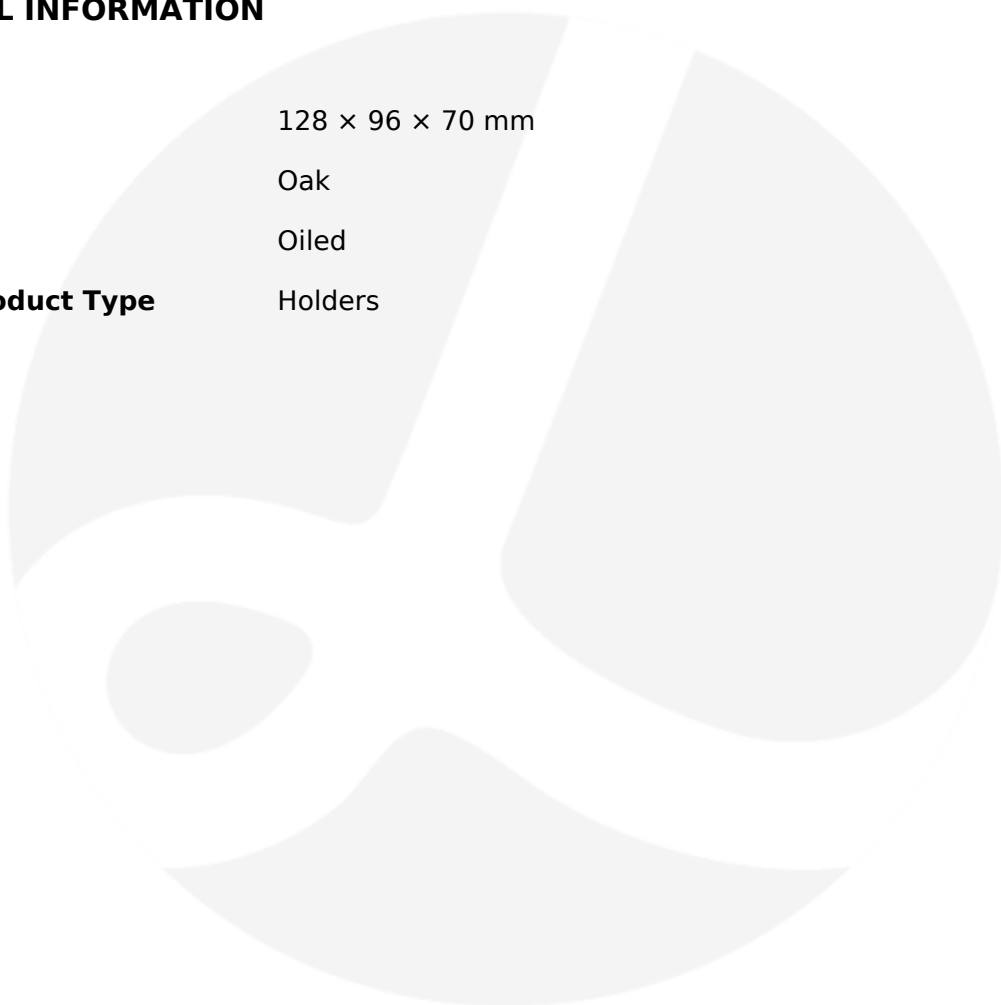 L INFORMATION
128 × 96 × 70 mm
Oak
Oiled
oduct Type Holders